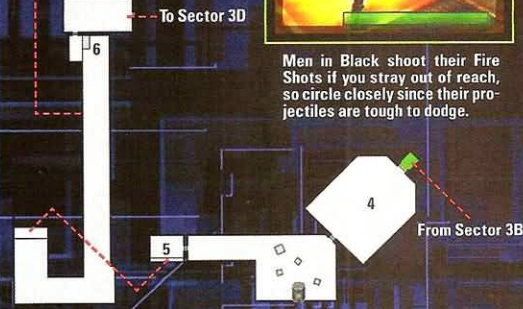 To Sector 3D
6
Men in Black shoot their Fire
Shots if you stray out of reach,
so circle closely since their pro-
jectiles are tough to dodge.
4
From Sector 3B
5